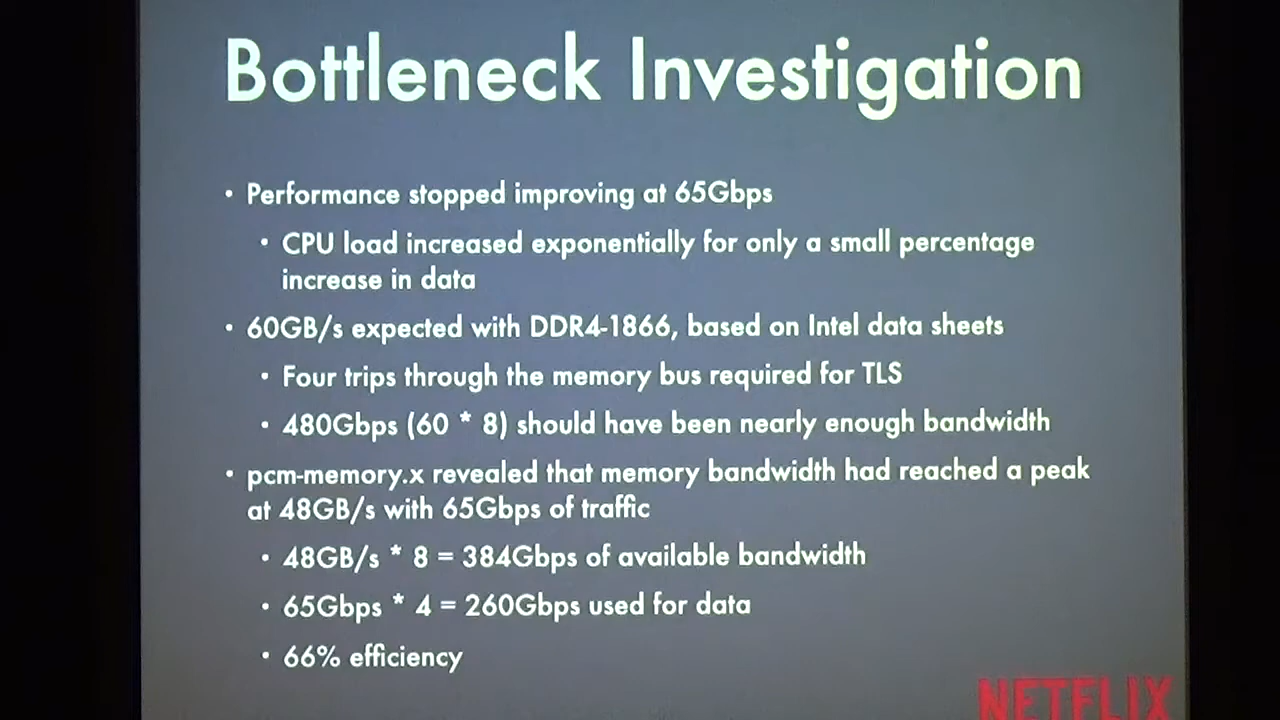 Bottleneck Investigation
• Performance stopped improving at 65Gbps
• CPU load increased exponentially for only a small percentage
increase in data
• 60GB/s expected with DDR4-1866, based on Intel data sheets
• Four trips through the memory bus required for TLS
• 480Gbps (60 * 8) should have been nearly enough bandwidth
• pcm-memory.x revealed that memory bandwidth had reached a peak
at 48GB/s with 65Gbps of traffic
• 48GB/s * 8 = 384Gbps of available bandwidth
• 65Gbps * 4 = 260Gbps used for data
• 66% efficiency
NETFLIX